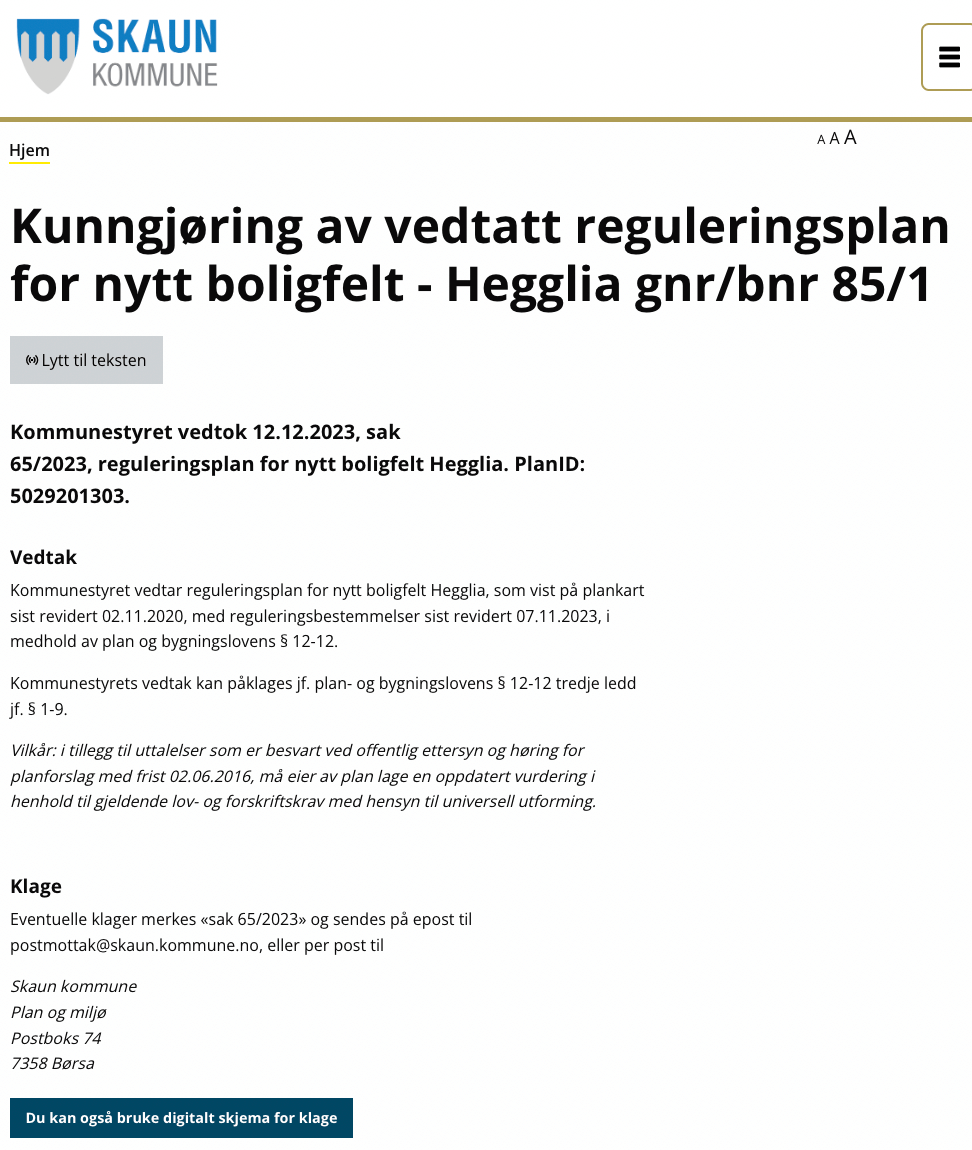 SKAUN
KOMMUNE
Hjem
A A A
Kunngjøring av vedtatt reguleringsplan
for nytt boligfelt - Hegglia gnr/bnr 85/1
Lytt til teksten
Kommunestyret vedtok 12.12.2023, sak
65/2023, reguleringsplan for nytt boligfelt Hegglia. PlanID:
5029201303.
Vedtak
Kommunestyret vedtar reguleringsplan for nytt boligfelt Hegglia, som vist på plankart
sist revidert 02.11.2020, med reguleringsbestemmelser sist revidert 07.11.2023, i
medhold av plan og bygningslovens § 12-12.
Kommunestyrets vedtak kan påklages jf. plan- og bygningslovens § 12-12 tredje ledd
jf. § 1-9.
Vilkår: i tillegg til uttalelser som er besvart ved offentlig ettersyn og høring for
planforslag med frist 02.06.2016, må eier av plan lage en oppdatert vurdering i
henhold til gjeldende lov- og forskriftskrav med hensyn til universell utforming.
Klage
Eventuelle klager merkes «sak 65/2023» og sendes på epost til
postmottak@skaun.kommune.no, eller per post til
Skaun kommune
Plan og miljø
Postboks 74
7358 Børsa
Du kan også bruke digitalt skjema for klage